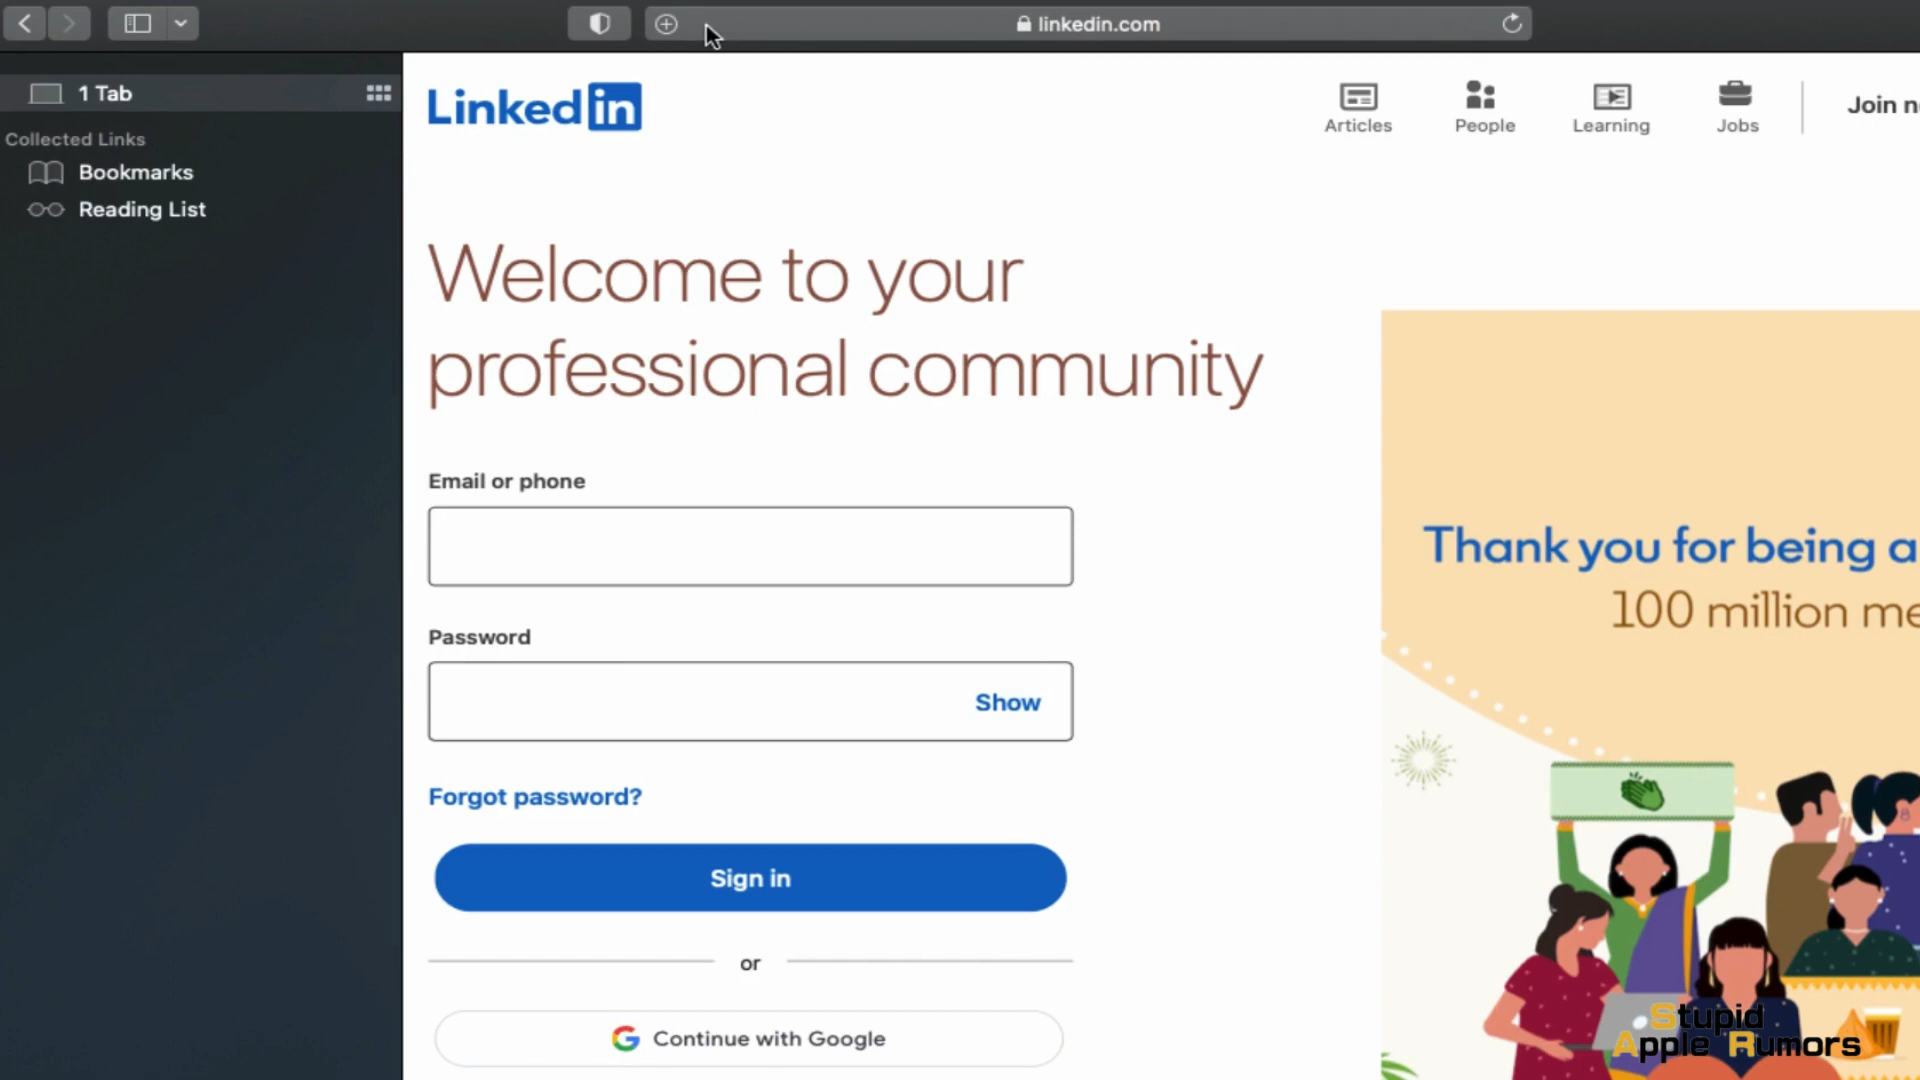 linkedin.com
1 Tab
Collected Links
Bookmarks
Reading List
Linked in
Articles
People
Learning
Jobs
Join n
Welcome to your
professional community
Email or phone
Password
Show
Forgot password?
Sign in
or
Continue with Google
Thank you for being a
100 million me
Stupid
Apple Rumors